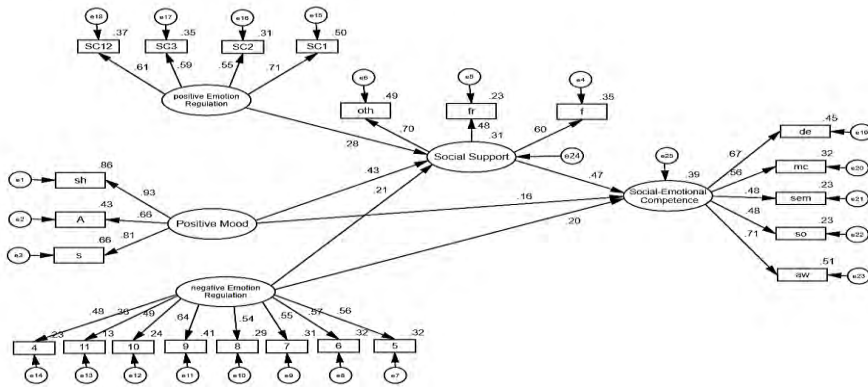 e18 e17 e16 e15
.37 .35 .31 .50
SC12 SC3 SC2 SC1
.61 .59 .55 .71
positive Emotion
Regulation
e6 e5 e4
.49 .23 .35
oth fr f
.70 .48 .60
.31
Social Support
e24
.28
.43
.21
.47
.16
.20
e1 sh .86
.93
e2 A .43
.66
e3 s .66
.81
Positive Mood
e25
.39
Social-Emotional
Competence
.67 de .45 e19
.56 mc .32 e20
.48 sem .23 e21
.48 so .23 e22
.71 aw .51 e23
negative Emotion
Regulation
.48 .36 .49 .64 .54 .55 .57 .56
.23 .13 .24 .41 .29 .31 .32 .32
4 11 10 9 8 7 6 5
e14 e13 e12 e11 e10 e9 e8 e7